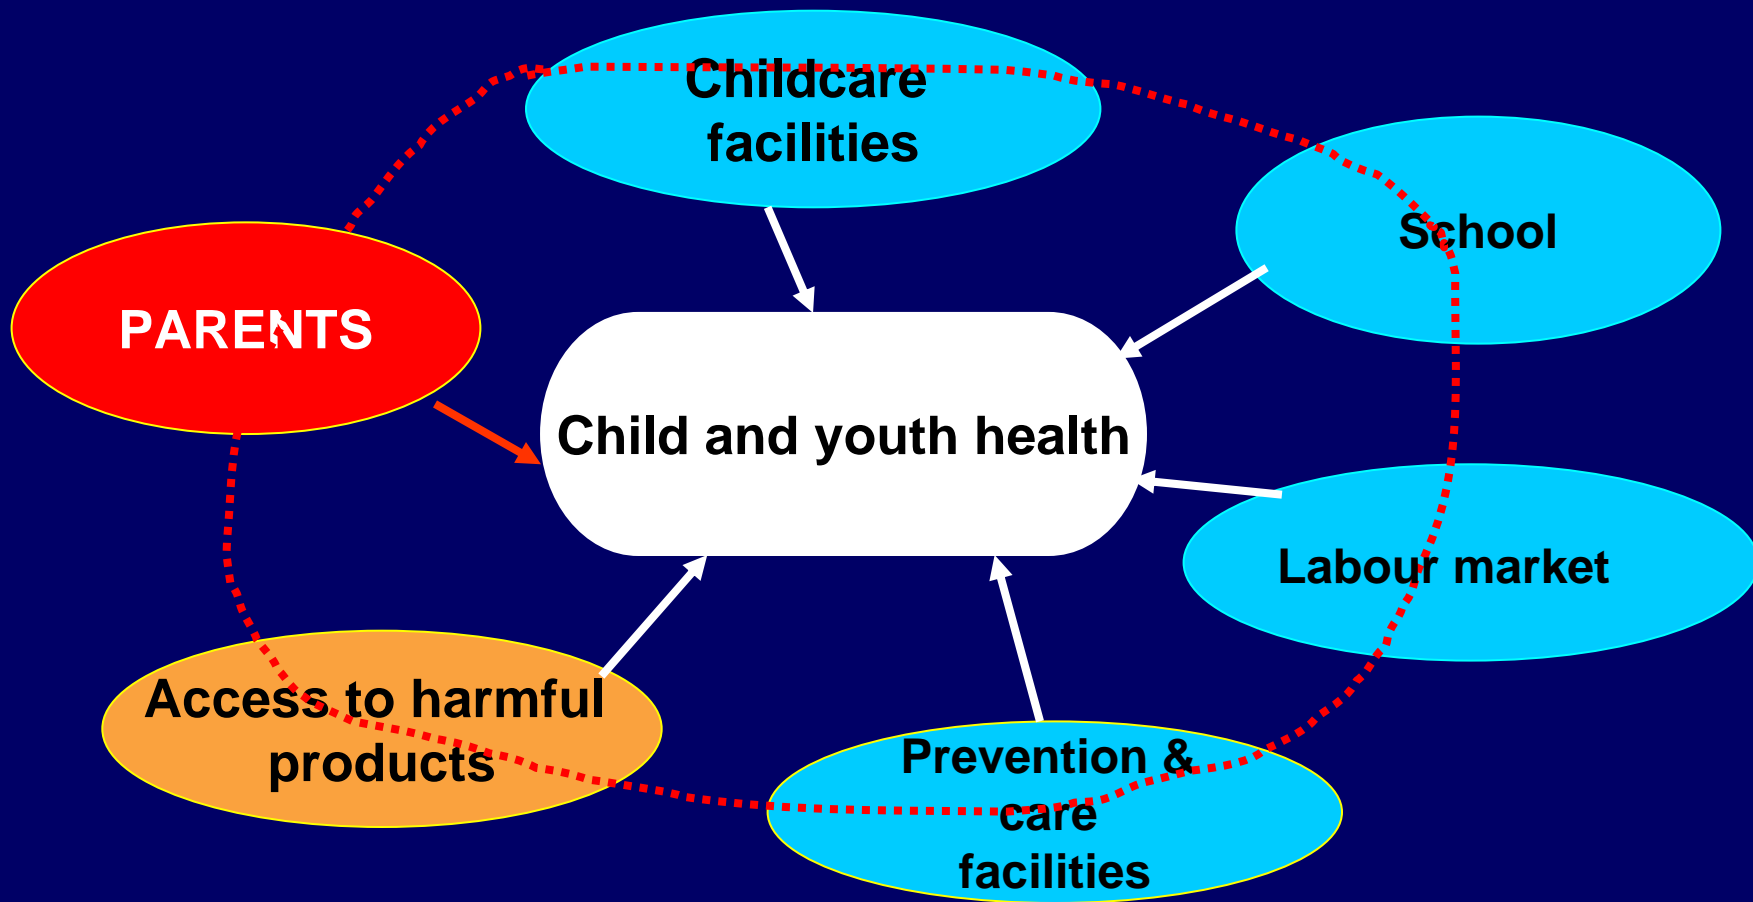 Childcare
facilities
School
PARENTS
Child and youth health
Labour market
Access to harmful
products
Prevention &
care
facilities